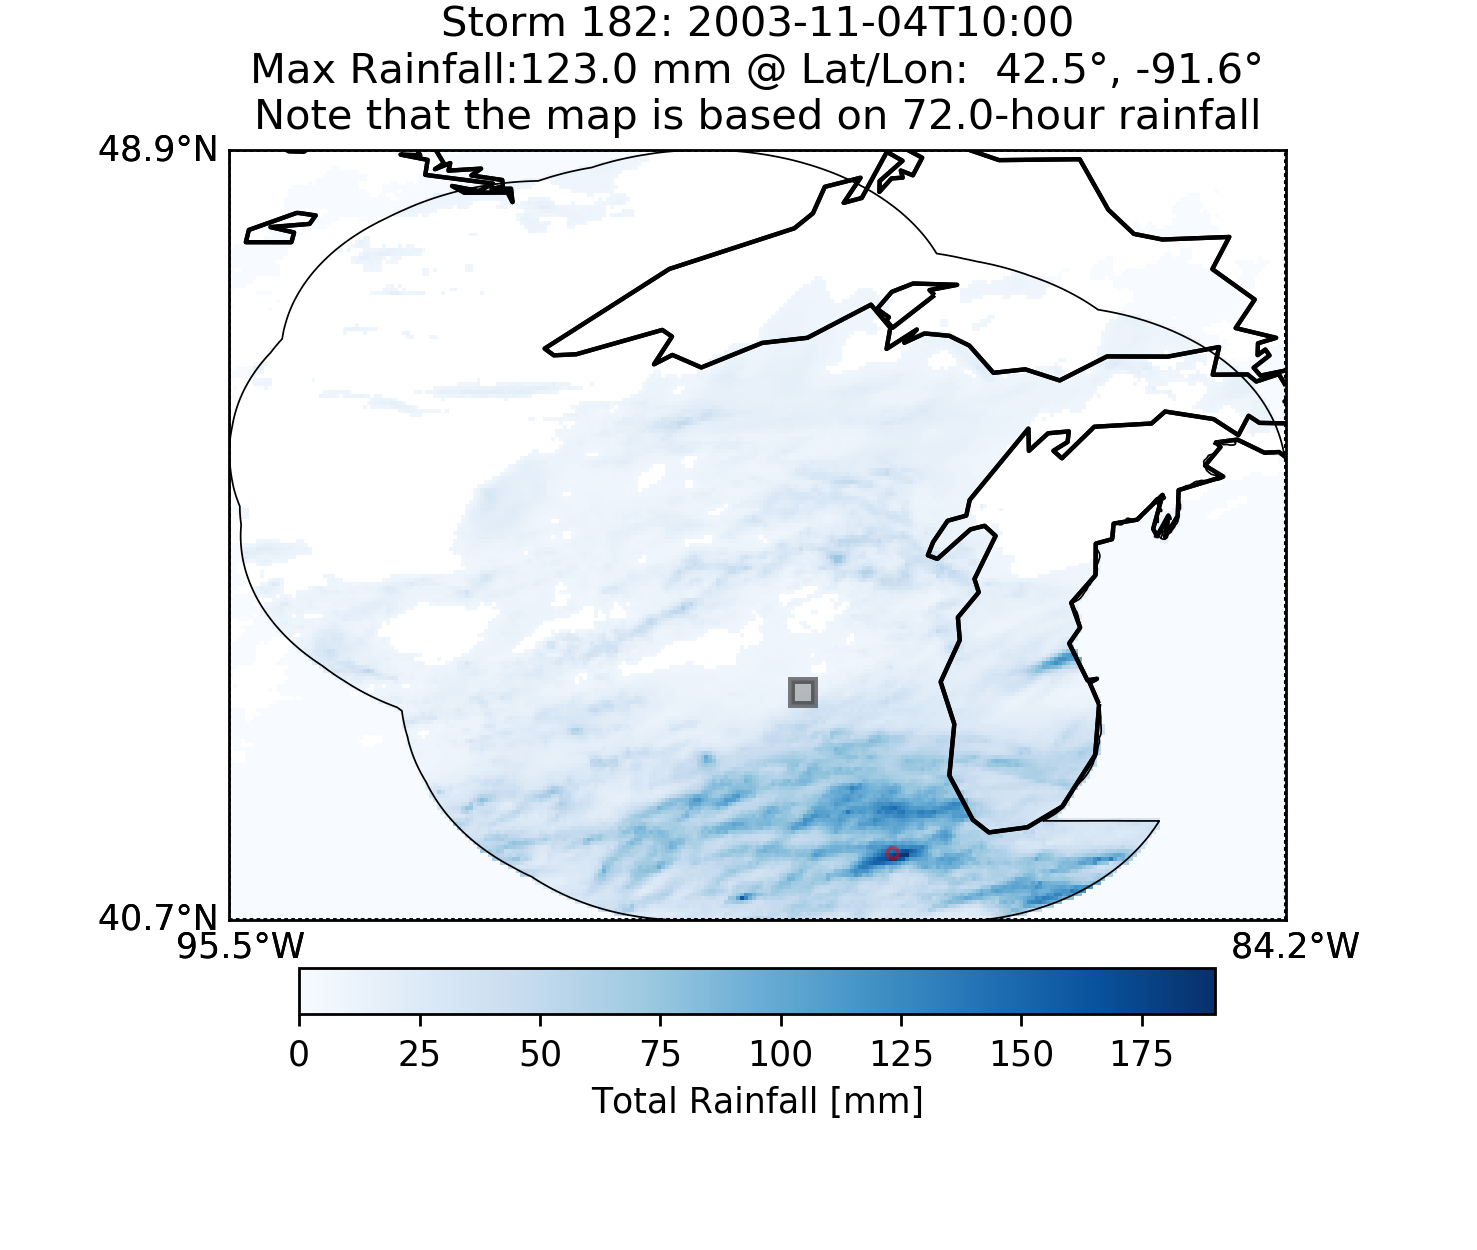 Storm 182: 2003-11-04T10:00
Max Rainfall:123.0 mm @ Lat/Lon:  42.5°, -91.6°
Note that the map is based on 72.0-hour rainfall
48.9°N
40.7°N
95.5°W
84.2°W
0 25 50 75 100 125 150 175
Total Rainfall [mm]